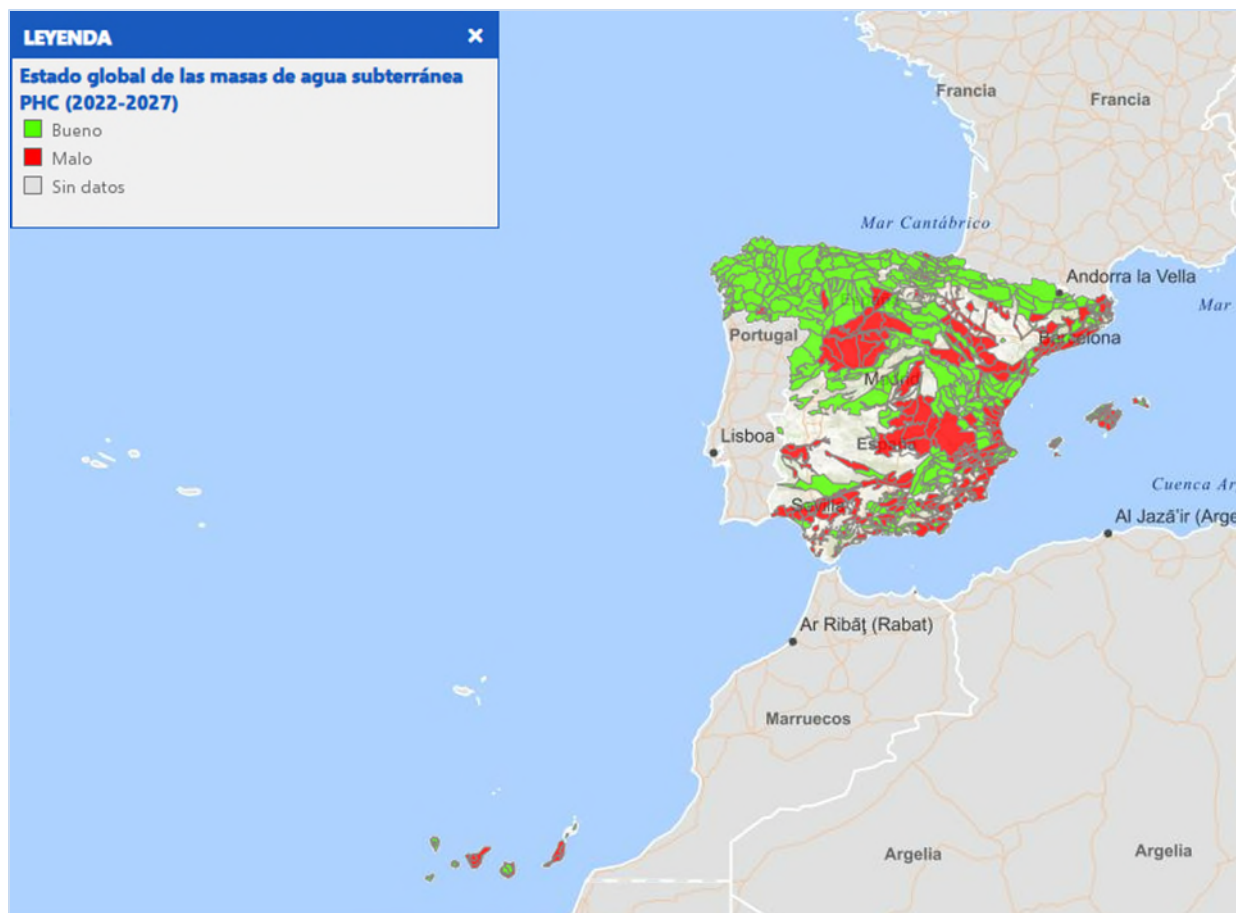 LEYENDA ×
Estado global de las masas de agua subterránea
PHC (2022-2027)
Bueno
Malo
Sin datos
Francia
Francia
Mar Cantábrico
Andorra la Vella
Mar
Portugal
Barcelona
Madrid
Lisboa
España
Cuenca Ar
Sevilla
Al Jazā'ir (Arge
Ar Ribāţ (Rabat)
Marruecos
Argelia
Argelia